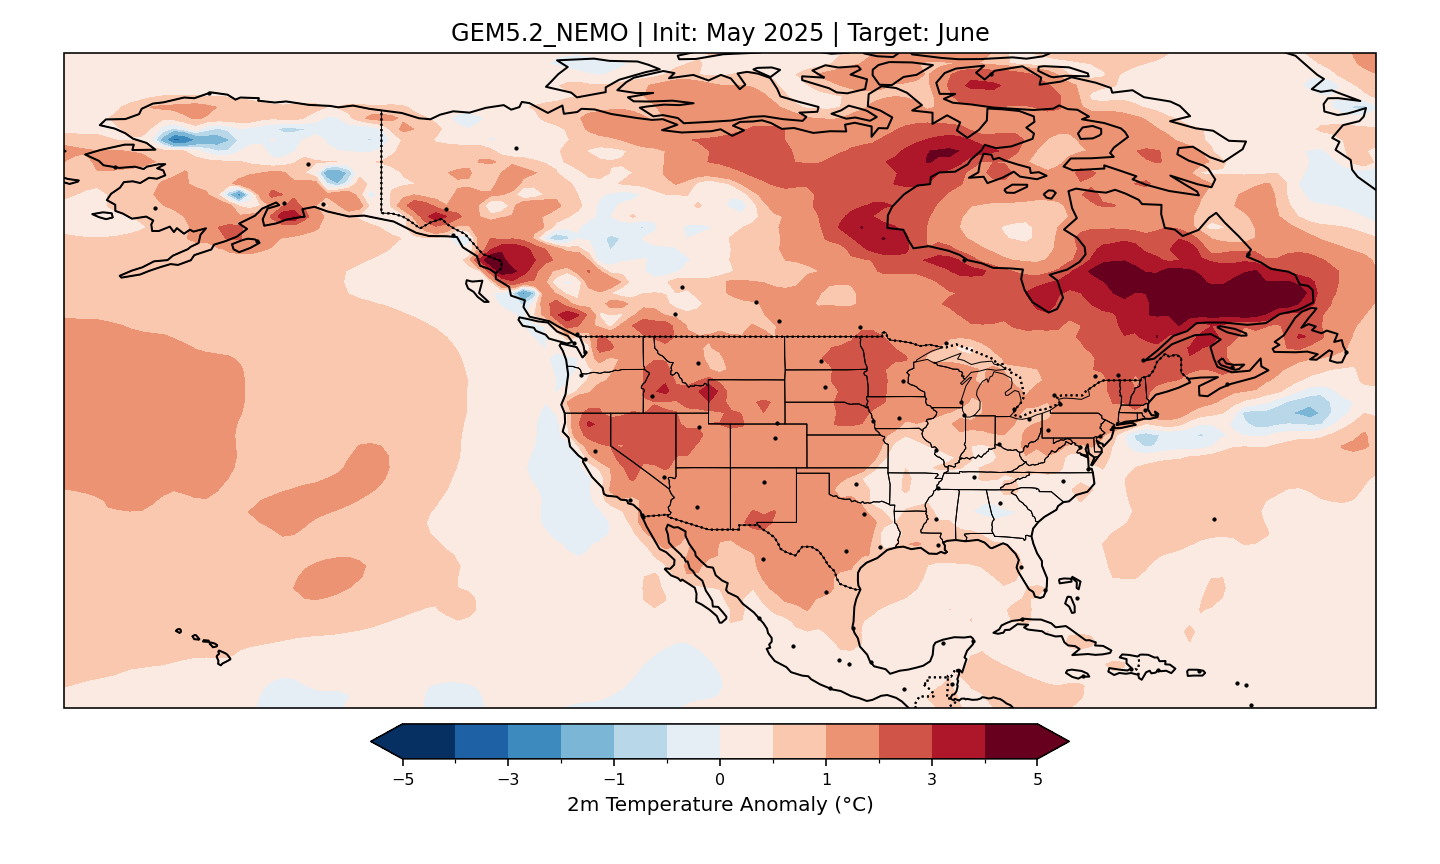 GEM5.2_NEMO | Init: May 2025 | Target: June
−5 −3 −1 0 1 3 5
2m Temperature Anomaly (°C)